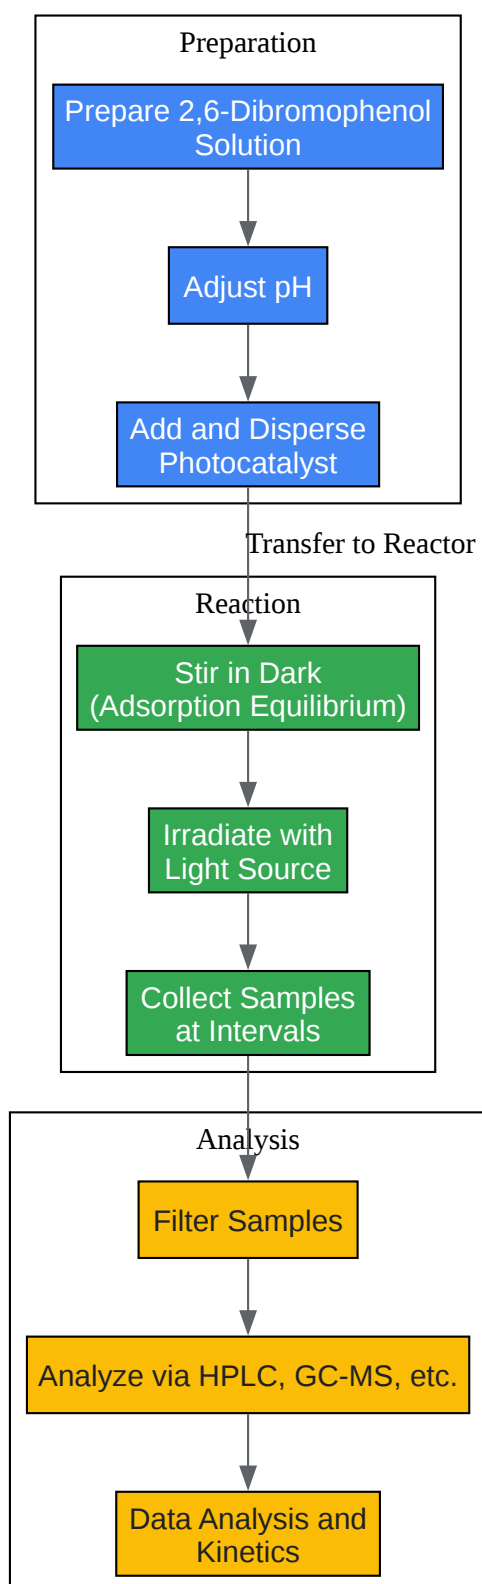 Preparation
Prepare 2,6-Dibromophenol
Solution
Adjust pH
Add and Disperse
Photocatalyst
Transfer to Reactor
Reaction
Stir in Dark
(Adsorption Equilibrium)
Irradiate with
Light Source
Collect Samples
at Intervals
Analysis
Filter Samples
Analyze via HPLC, GC-MS, etc.
Data Analysis and
Kinetics